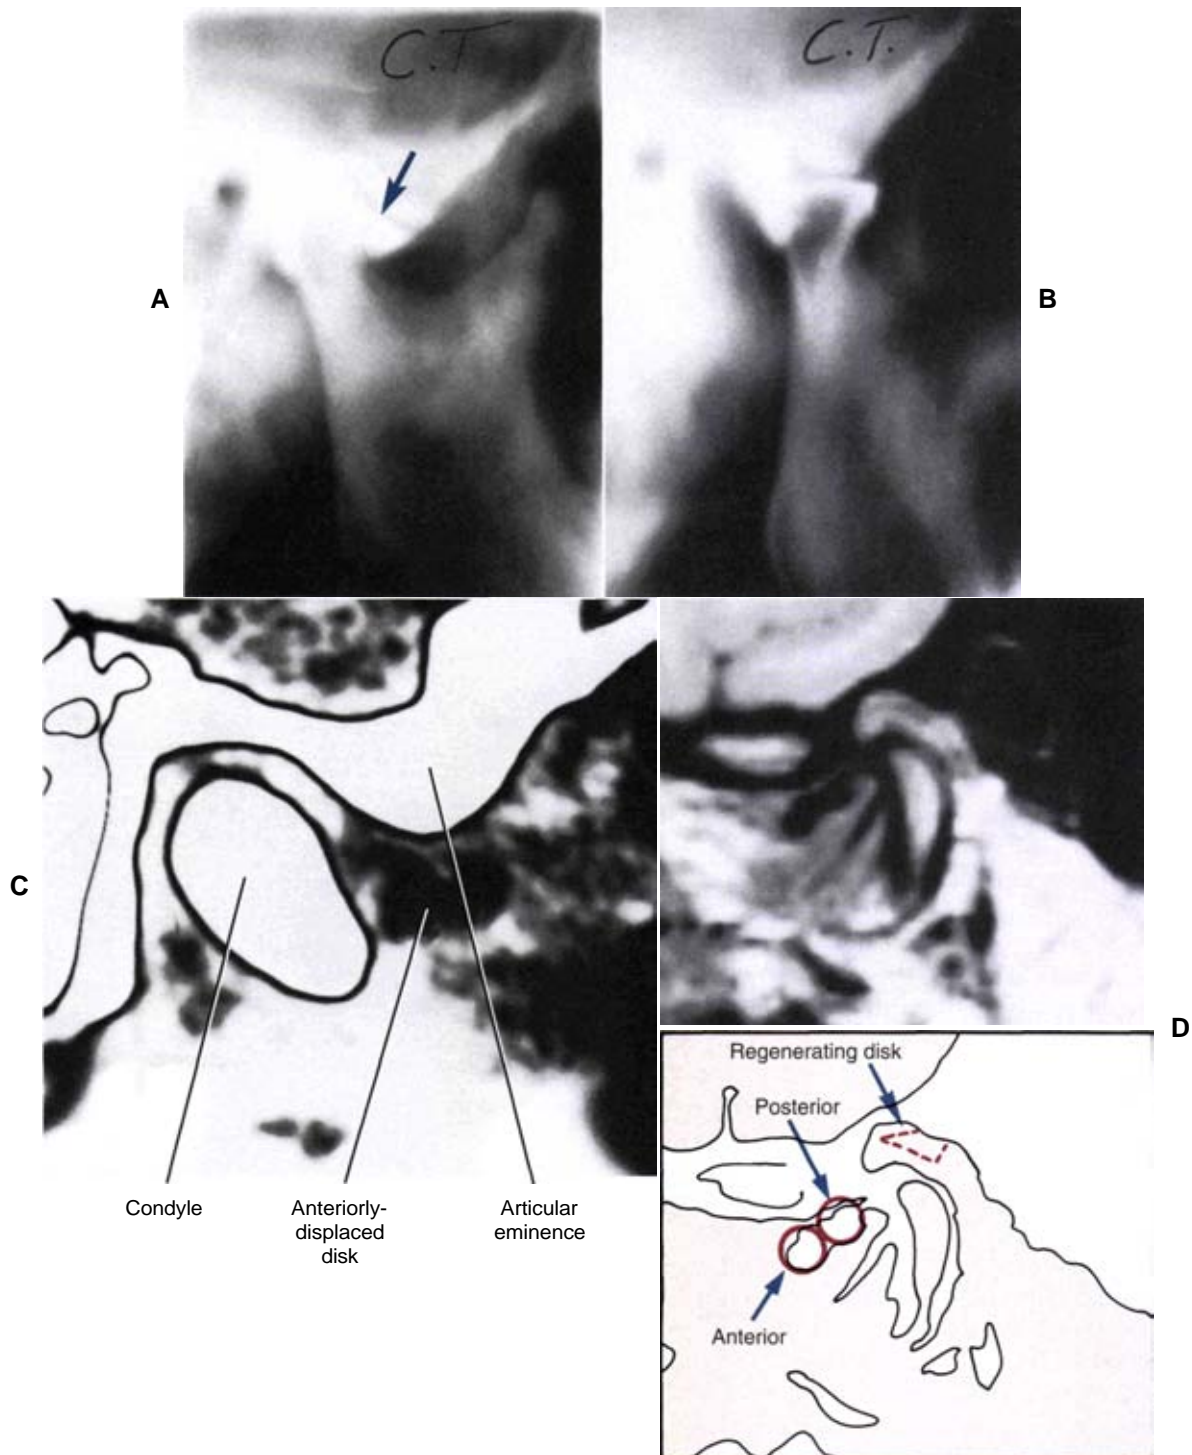 C.T
C.T.
A
B
C
Condyle
Anteriorly-
displaced
disk
Articular
eminence
D
Regenerating disk
Posterior
Anterior